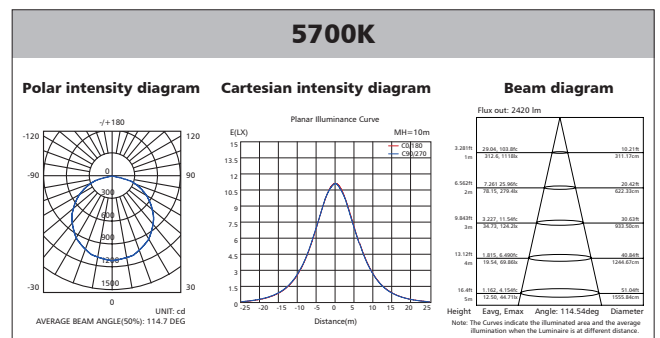 5700K
Polar intensity diagram
Cartesian intensity diagram
Beam diagram
-/+180
-120
120
-90
90
-30
30
0
0
300
600
900
1200
1500
UNIT: cd
AVERAGE BEAM ANGLE(50%): 114.7 DEG
Planar Illuminance Curve
E(LX)
MH=10m
C0/180
C90/270
15
13.5
12
10.5
9
7.5
6
4.5
3
1.5
0
-25 -20 -15 -10 -5 0 5 10 15 20 25
Distance(m)
Flux out: 2420 lm
3.281ft 29.04, 103.8fc 10.21ft
1m 312.6, 1118lx 311.17cm
6.562ft 7.261 25.96fc 20.42ft
2m 78.15, 279.4lx 622.33cm
9.843ft 3.227, 11.54fc 30.63ft
3m 34.73, 124.2lx 933.50cm
13.12ft 1.815, 6.490fc 40.84ft
4m 19.54, 69.86lx 1244.67cm
16.4ft 1.162, 4.154fc 51.04ft
5m 12.50, 44.71lx 1555.84cm
Height Eavg, Emax Angle: 114.54deg Diameter
Note: The Curves indicate the illuminated area and the average
illumination when the Luminaire is at different distance.